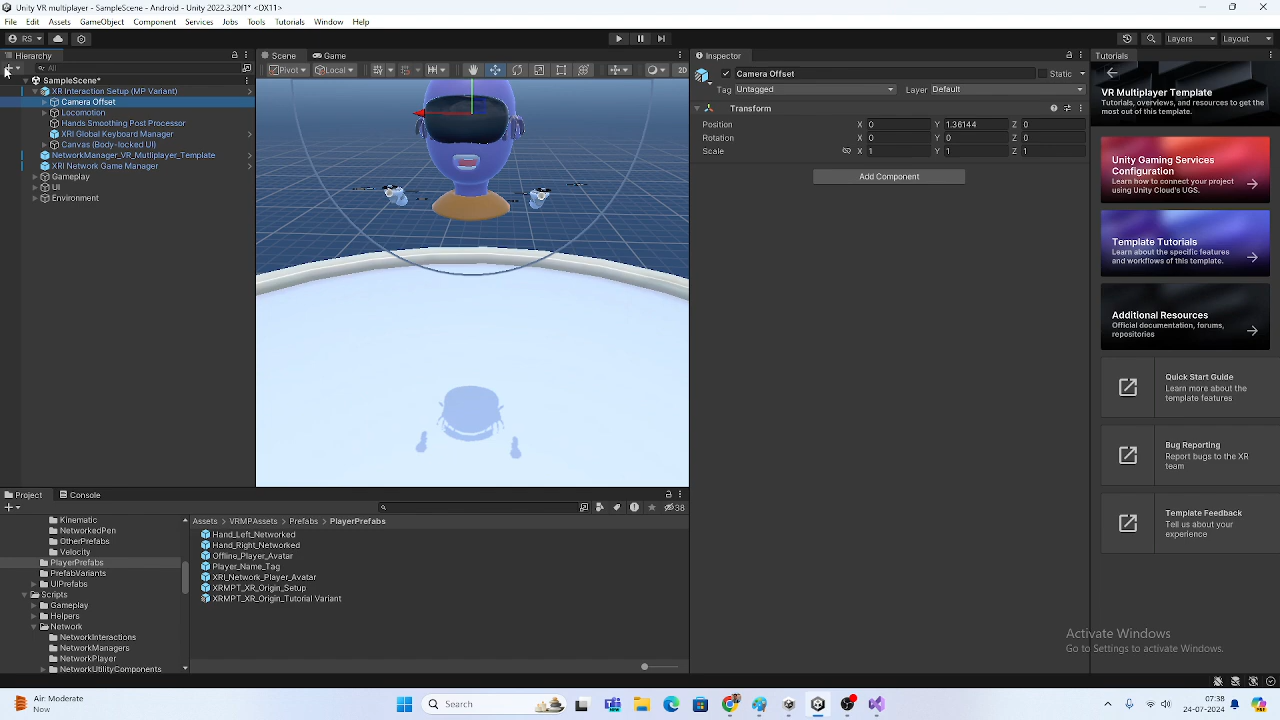 Unity VR multiplayer - SampleScene - Android - Unity 2022.3.20f1* <DX11>
File Edit Assets GameObject Component Services Jobs Tools Tutorials Window Help
RS Layers Layout
Hierarchy Scene Game Inspector Tutorials
All Pivot Local 2D Camera Offset Static
SampleScene*
Tag Untagged Layer Default
XR Interaction Setup (MP Variant)
Camera Offset
Locomotion
Hands Smoothing Post Processor
XRI Global Keyboard Manager
Canvas (Body-locked UI)
NetworkManager_VR_Mutliplayer_Template
XRI Network Game Manager
Gameplay
UI
Environment
Transform
Position X 0 Y 1.36144 Z 0
Rotation X 0 Y 0 Z 0
Scale X 1 Y 1 Z 1
Add Component
VR Multiplayer Template
Tutorials, overviews, and resources to get the
most out of this template.
Unity Gaming Services
Configuration
Learn how to connect your project
using Unity Cloud's UGS.
Template Tutorials
Learn about the specific features
and workflows of this template.
Additional Resources
Official documentation, forums,
repositories
Quick Start Guide
Learn more about the
template features
Bug Reporting
Report bugs to the XR
team
Template Feedback
Tell us about your
experience
Project Console
38
Assets > VRMPAssets > Prefabs > PlayerPrefabs
Kinematic
NetworkedPen
OtherPrefabs
Velocity
PlayerPrefabs
PrefabVariants
UIPrefabs
Scripts
Gameplay
Helpers
Network
NetworkInteractions
NetworkManagers
NetworkPlayer
NetworkUtilityComponents
Hand_Left_Networked
Hand_Right_Networked
Offline_Player_Avatar
Player_Name_Tag
XRI_Network_Player_Avatar
XRMPT_XR_Origin_Setup
XRMPT_XR_Origin_Tutorial Variant
Activate Windows
Go to Settings to activate Windows.
Air: Moderate
Now
Search
07:38
24-07-2024